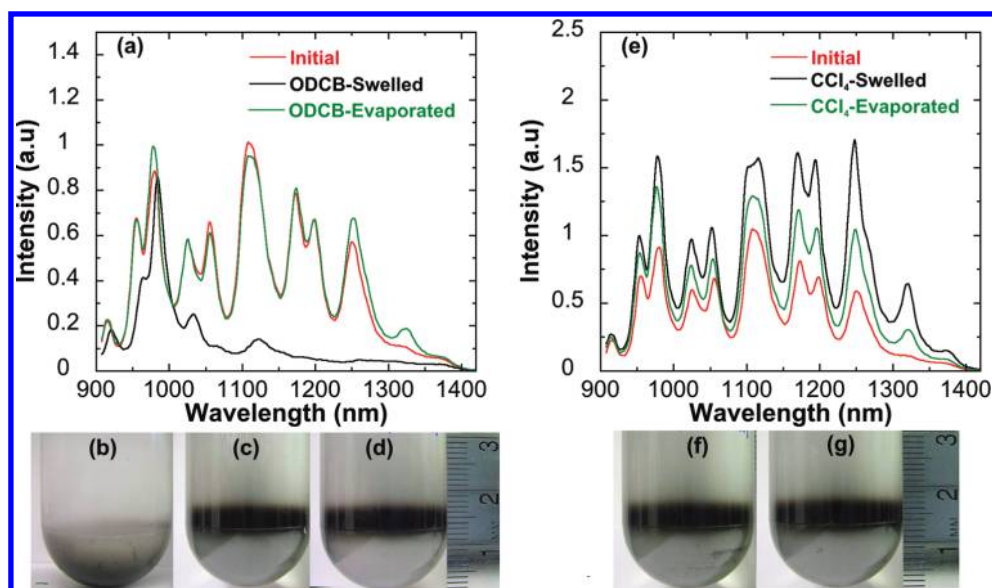 (a)
Initial
ODCB-Swelled
ODCB-Evaporated
Intensity (a.u)
1.4
1.2
1
0.8
0.6
0.4
0.2
0
900 1000 1100 1200 1300 1400
Wavelength (nm)
(e)
Initial
CCl₄-Swelled
CCl₄-Evaporated
Intensity (a.u)
2.5
2
1.5
1
0.5
0
900 1000 1100 1200 1300 1400
Wavelength (nm)
(b) (c) (d)
3
2
1
(f) (g)
3
2
1